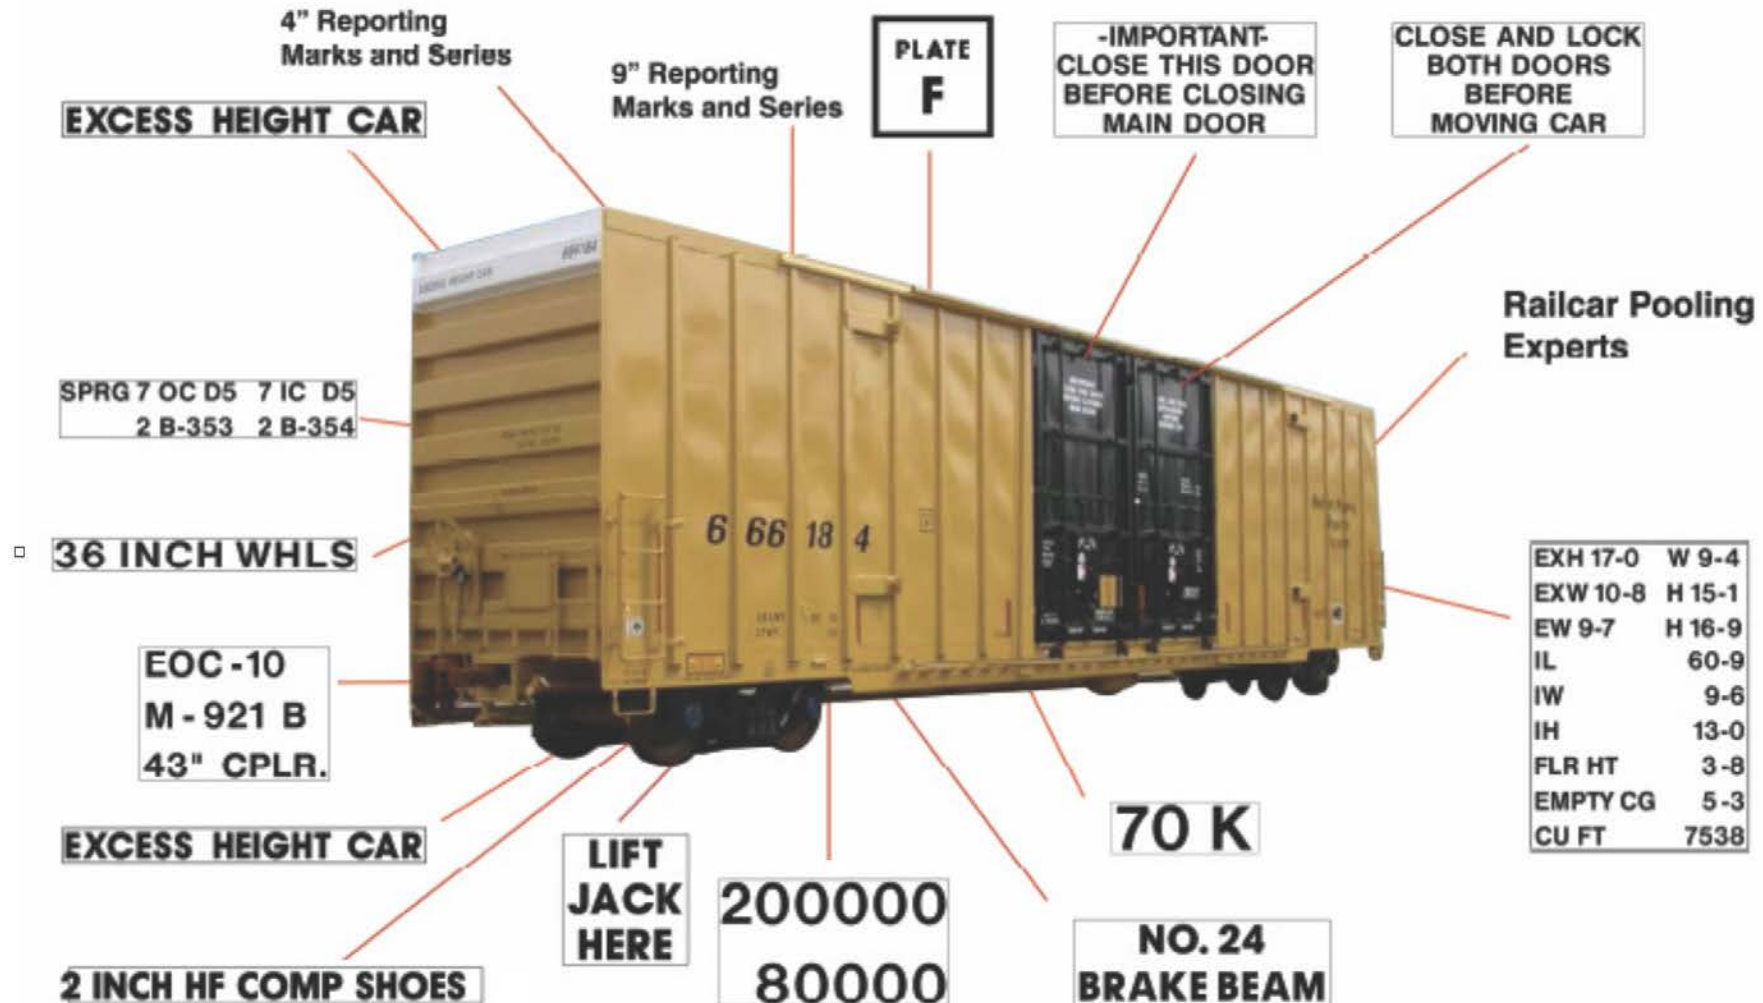 4” Reporting
Marks and Series
9” Reporting
Marks and Series
PLATE
F
-IMPORTANT-
CLOSE THIS DOOR
BEFORE CLOSING
MAIN DOOR
CLOSE AND LOCK
BOTH DOORS
BEFORE
MOVING CAR
EXCESS HEIGHT CAR
Railcar Pooling
Experts
EXCESS HEIGHT CAR
666184
SPRG 7 OC D5 7 IC D5
2 B-353 2 B-354
666184
36 INCH WHLS
EXH 17-0 W 9-4
EXW 10-8 H 15-1
EW 9-7 H 16-9
IL 60-9
IW 9-6
IH 13-0
FLR HT 3-8
EMPTY CG 5-3
CU FT 7538
EOC -10
M - 921 B
43" CPLR.
EXCESS HEIGHT CAR
LIFT
JACK
HERE
70 K
200000
80000
NO. 24
BRAKE BEAM
2 INCH HF COMP SHOES